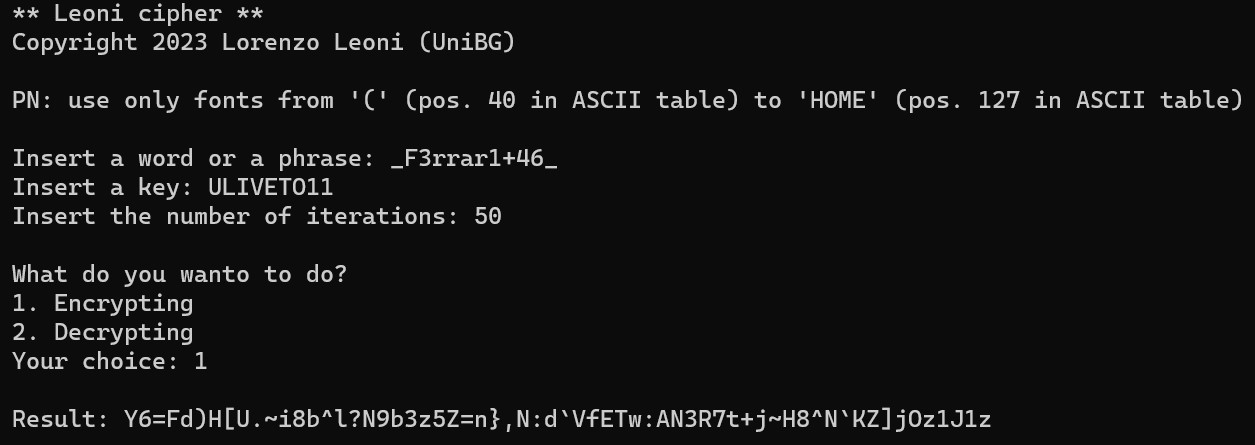 ** Leoni cipher **
Copyright 2023 Lorenzo Leoni (UniBG)
PN: use only fonts from '(' (pos. 40 in ASCII table) to 'HOME' (pos. 127 in ASCII table)
Insert a word or a phrase: _F3rrar1+46_
Insert a key: ULIVETO11
Insert the number of iterations: 50
What do you wanto to do?
1. Encrypting
2. Decrypting
Your choice: 1
Result: Y6=Fd)H[U.~i8b^l?N9b3z5Z=n},N:d`VfETw:AN3R7t+j~H8^N`KZ]jOz1J1z